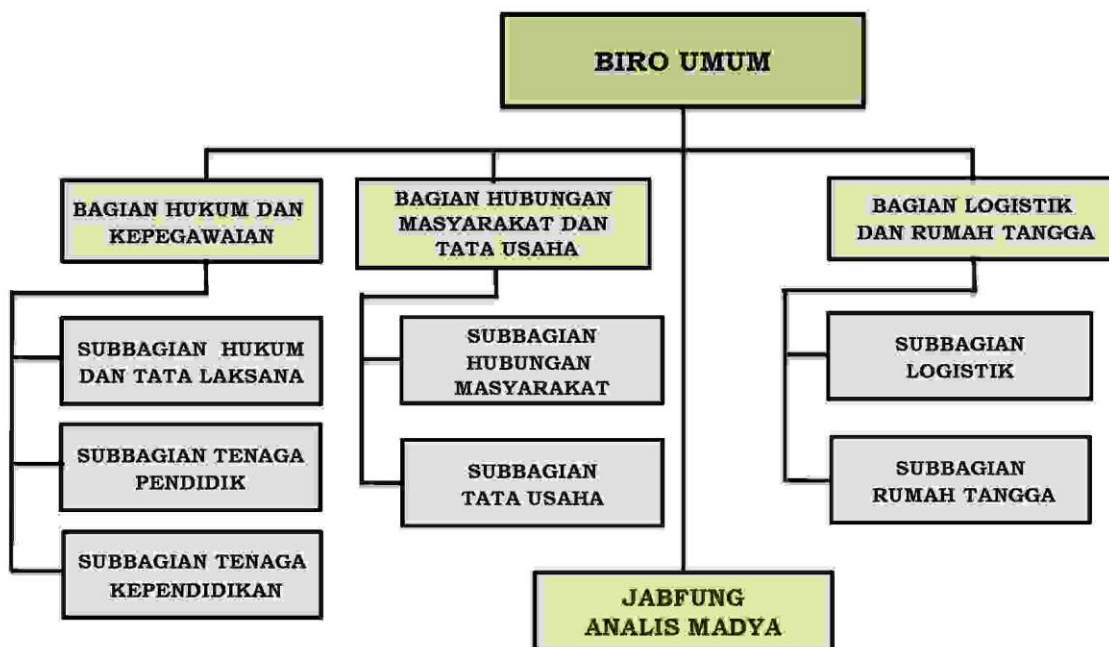 BIRO UMUM
BAGIAN HUKUM DAN
KEPEGAWAIAN
BAGIAN HUBUNGAN
MASYARAKAT DAN
TATA USAHA
BAGIAN LOGISTIK
DAN RUMAH TANGGA
SUBBAGIAN HUKUM
DAN TATA LAKSANA
SUBBAGIAN TENAGA
PENDIDIK
SUBBAGIAN TENAGA
KEPENDIDIKAN
SUBBAGIAN
HUBUNGAN
MASYARAKAT
SUBBAGIAN
TATA USAHA
SUBBAGIAN
LOGISTIK
SUBBAGIAN
RUMAH TANGGA
JABFUNG
ANALIS MADYA